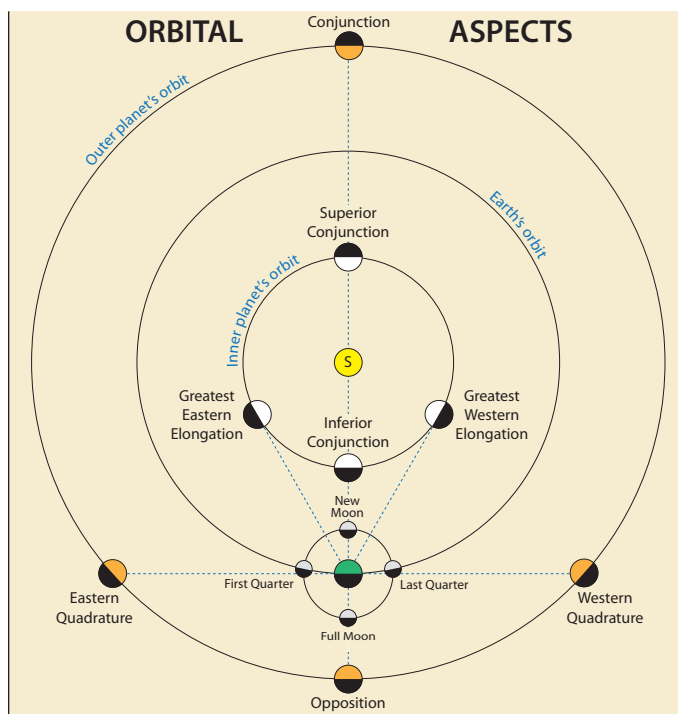 Conjunction
ORBITAL ASPECTS
Outer planet's orbit
Earth's orbit
Superior
Conjunction
Inner planet's orbit
S
Greatest
Eastern
Elongation
Greatest
Western
Elongation
Inferior
Conjunction
New
Moon
First Quarter
Last Quarter
Eastern
Quadrature
Western
Quadrature
Full Moon
Opposition